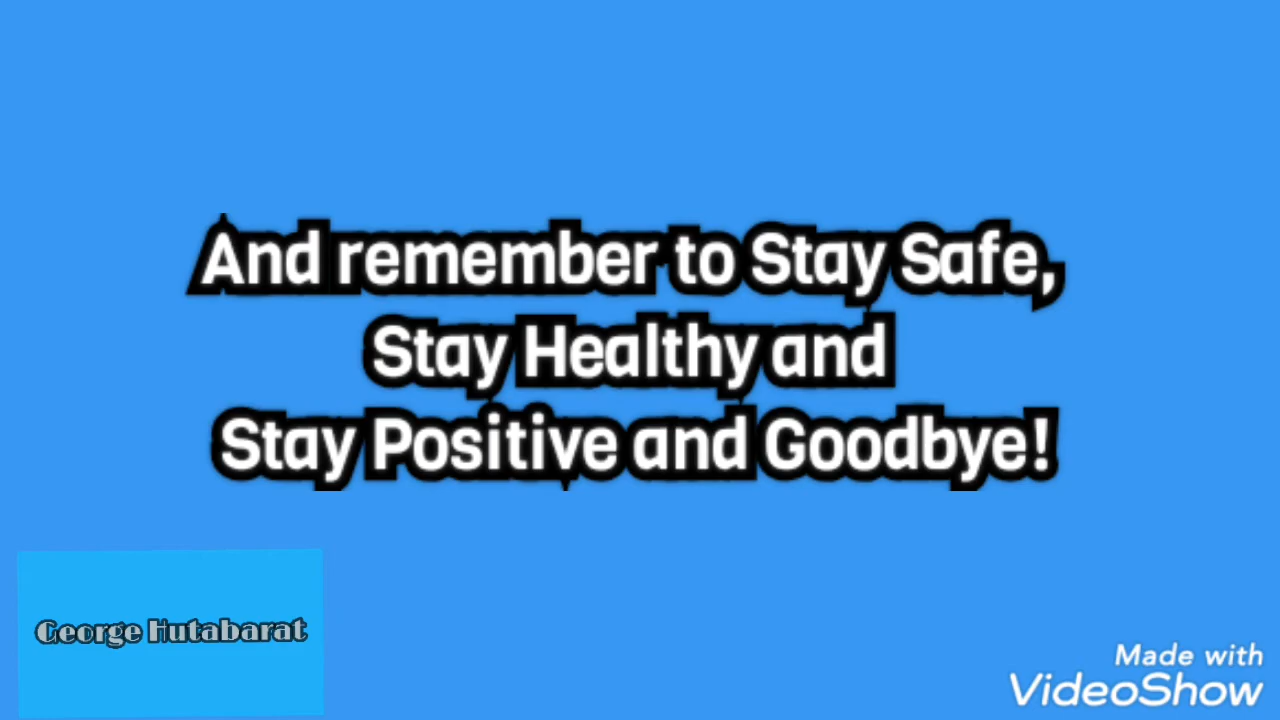 And remember to Stay Safe,
Stay Healthy and
Stay Positive and Goodbye!
George Hutabarat
Made with
VideoShow